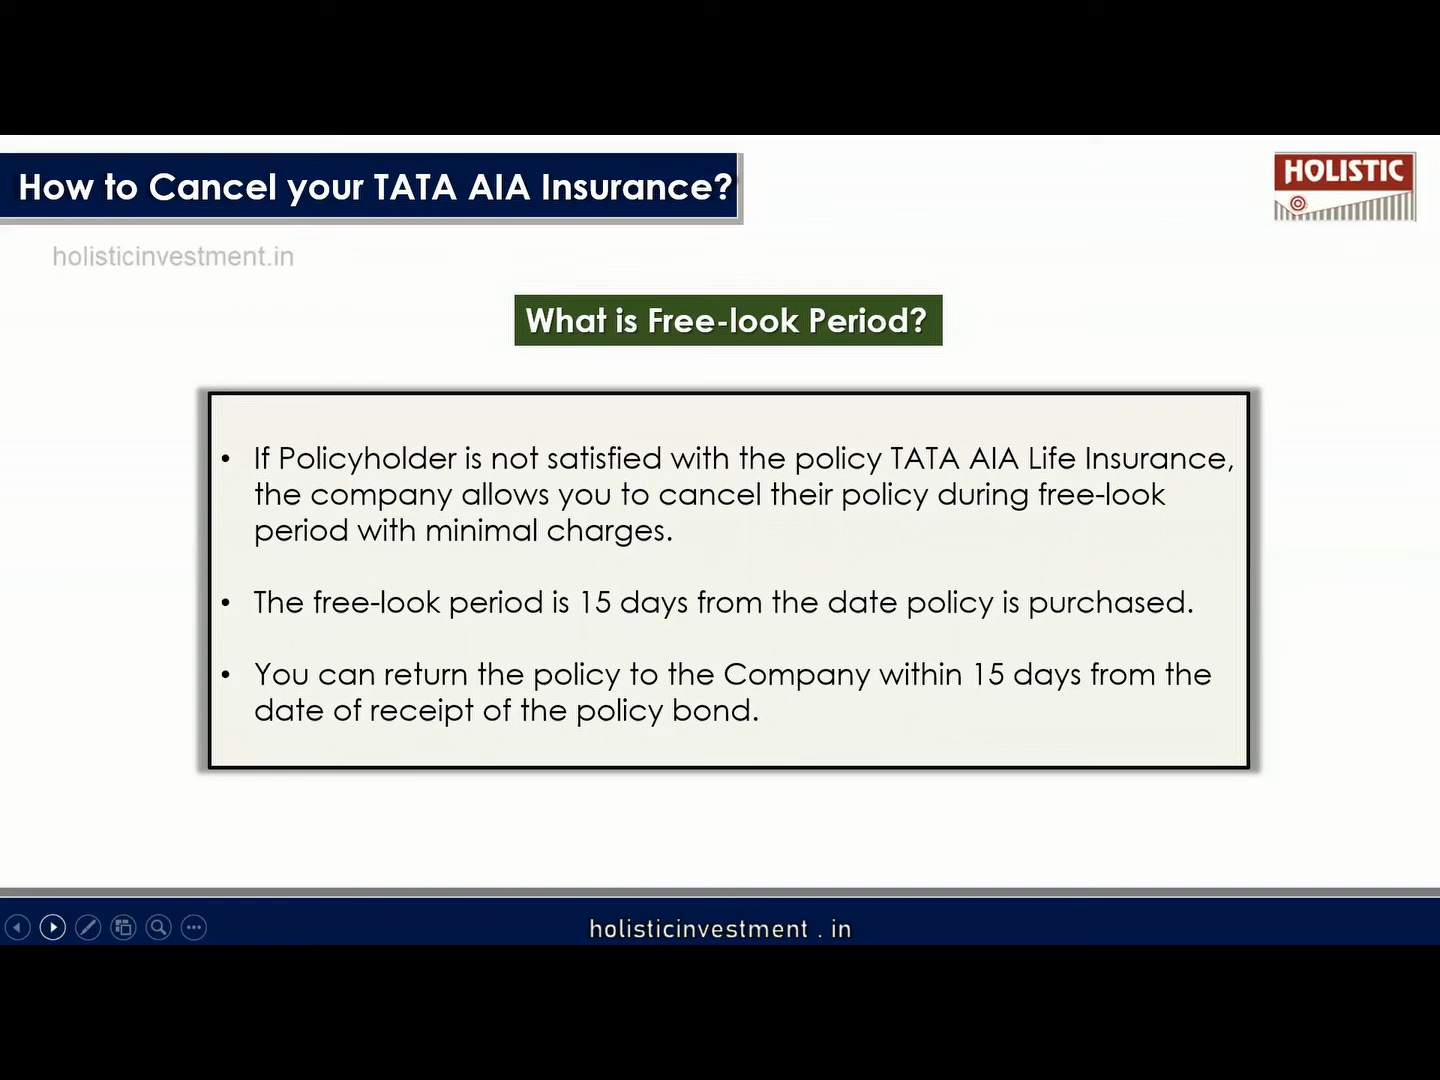 How to Cancel your TATA AIA Insurance?
HOLISTIC
holisticinvestment.in
What is Free-look Period?
• If Policyholder is not satisfied with the policy TATA AIA Life Insurance,
the company allows you to cancel their policy during free-look
period with minimal charges.
• The free-look period is 15 days from the date policy is purchased.
• You can return the policy to the Company within 15 days from the
date of receipt of the policy bond.
holisticinvestment . in